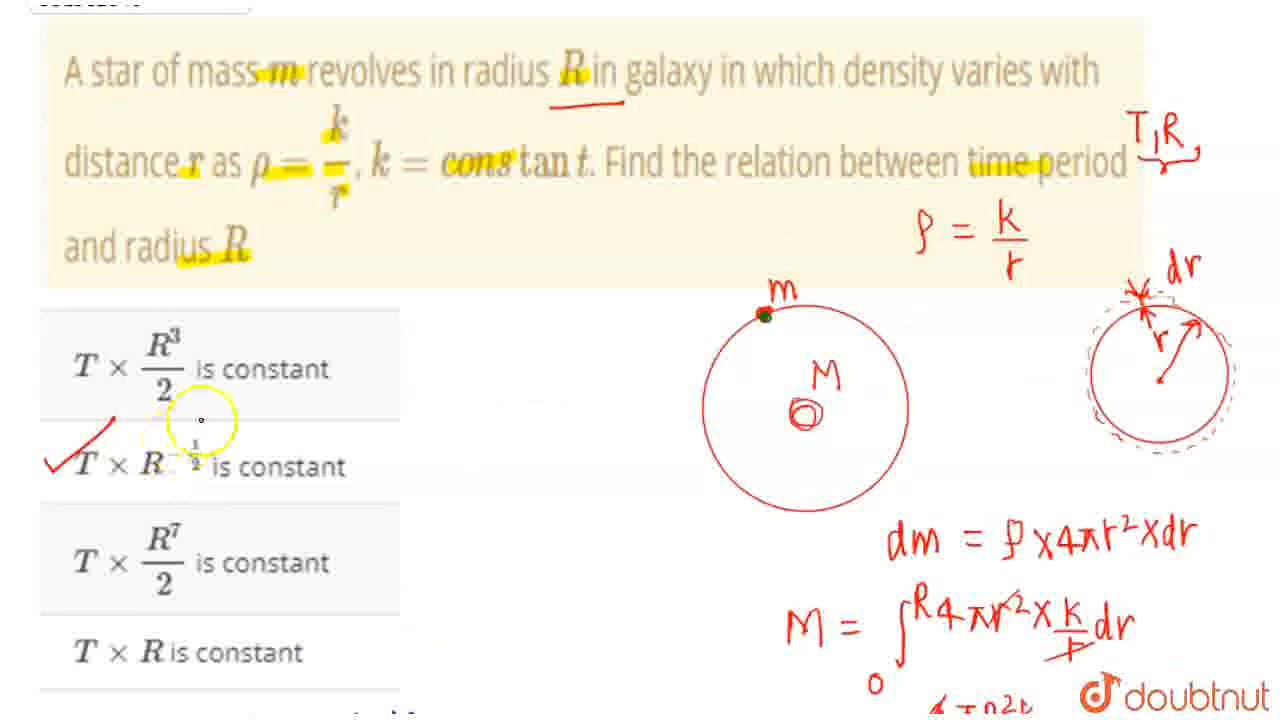 A star of mass m revolves in radius R in galaxy in which density varies with
distance r as ρ = k/r, k = constant. Find the relation between time period
and radius R
T, R
ρ = k/r
dr
m
r
M
T × R³/2 is constant
T × R^-1/2 is constant
T × R⁷/2 is constant
T × R is constant
dm = ρ × 4πr² × dr
M = ∫₀ᴿ 4πr² × k/r dr
doubtnut